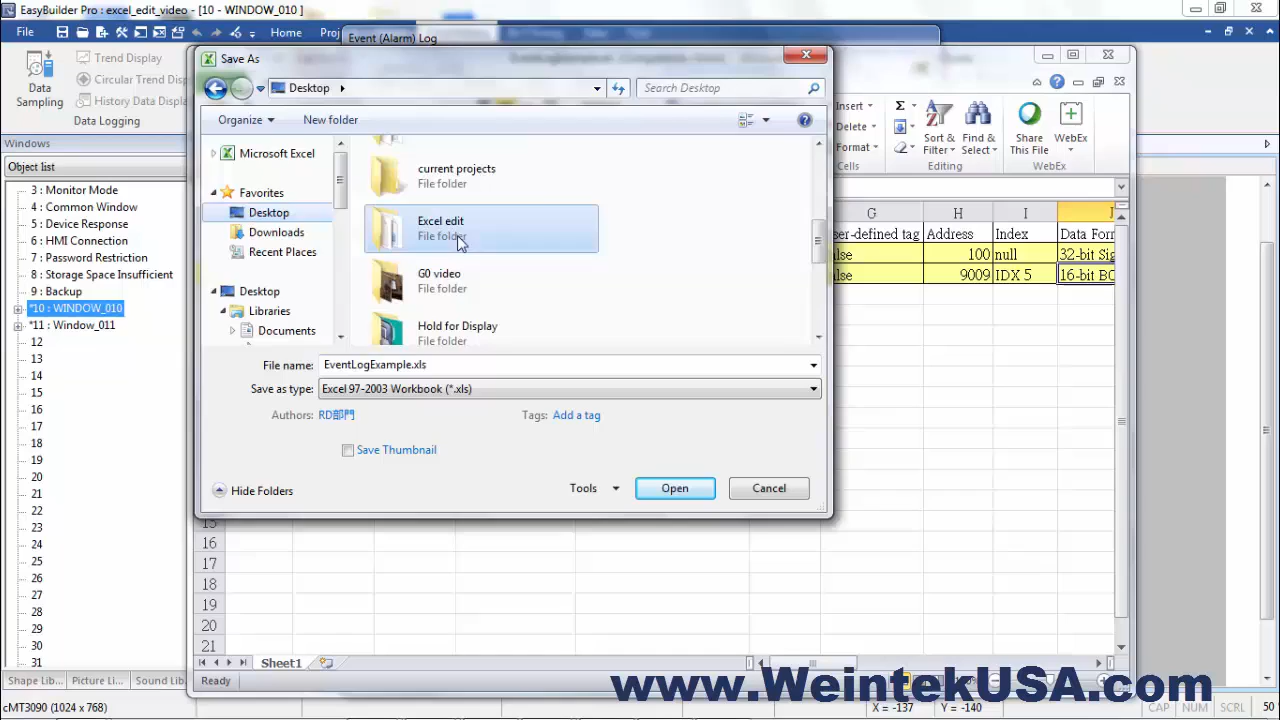 EasyBuilder Pro : excel_edit_video - [10 - WINDOW_010 ]
File
Home
Proj
Event (Alarm) Log
Data Sampling
Trend Display
Circular Trend Disp
History Data Displa
Data Logging
Windows
Object list
3 : Monitor Mode
4 : Common Window
5 : Device Response
6 : HMI Connection
7 : Password Restriction
8 : Storage Space Insufficient
9 : Backup
*10 : WINDOW_010
*11 : Window_011
12
13
14
15
16
17
18
19
20
21
22
23
24
25
26
27
28
29
30
31
Shape Lib...
Picture Li...
Sound Lib
cMT3090 (1024 x 768)
Save As
Desktop
Search Desktop
Organize
New folder
Microsoft Excel
Favorites
Desktop
Downloads
Recent Places
Desktop
Libraries
Documents
current projects
File folder
Excel edit
File folder
G0 video
File folder
Hold for Display
File folder
File name: EventLogExample.xls
Save as type: Excel 97-2003 Workbook (*.xls)
Authors: RD部門
Tags: Add a tag
Save Thumbnail
Hide Folders
Tools
Open
Cancel
Insert
Delete
Format
Cells
Σ
Sort & Filter
Find & Select
Editing
Share This File
WebEx
WebEx
G
H
I
J
ser-defined tag
Address
Index
Data Form
alse
100
null
32-bit Sig
alse
9009
IDX 5
16-bit BC
15
16
17
18
19
20
21
Sheet1
Ready
www.WeintekUSA.com
X = -137
Y = -140
CAP
NUM
SCRL
50